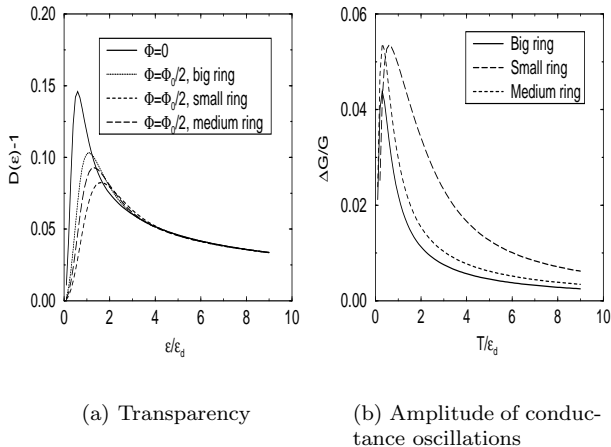 0.20
0.15
0.10
0.05
0.00
D(ε)-1
Φ=0
Φ=Φ₀/2, big ring
Φ=Φ₀/2, small ring
Φ=Φ₀/2, medium ring
0 2 4 6 8 10
ε/ε_d
(a) Transparency
0.06
0.04
0.02
0.00
ΔG/G
Big ring
Small ring
Medium ring
0 2 4 6 8 10
T/ε_d
(b) Amplitude of conduc-
tance oscillations